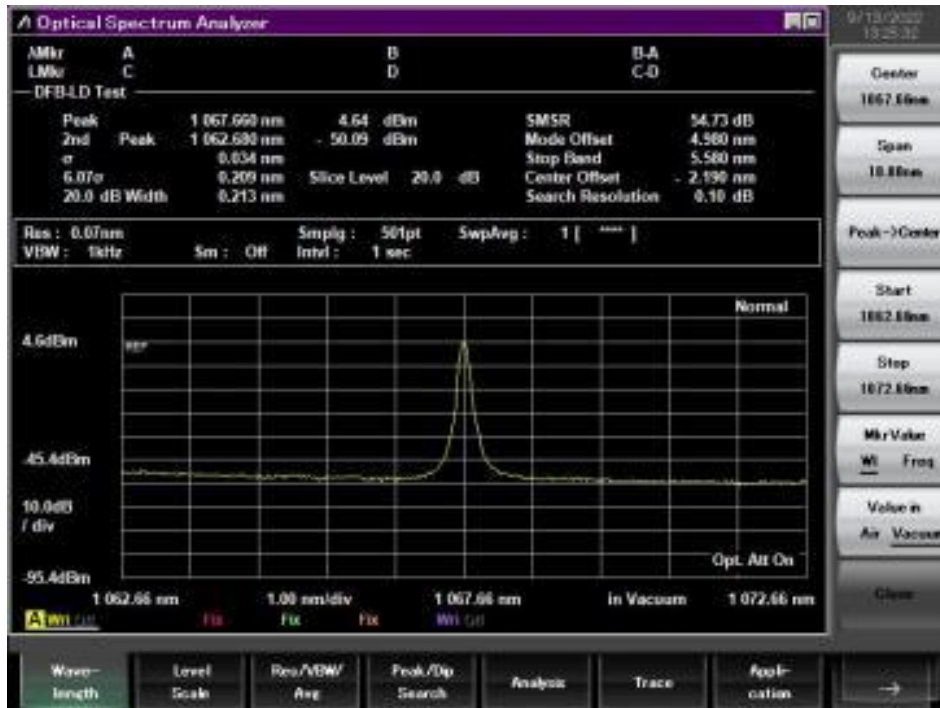 Optical Spectrum Analyzer
9/13/2022
13:25:32
λMkr A B B-A
LMkr C D C-D
DFB-LD Test
Peak 1 067.660 nm 4.64 dBm SMSR 54.73 dB
2nd Peak 1 062.680 nm - 50.09 dBm Mode Offset 4.980 nm
σ 0.034 nm Stop Band 5.580 nm
6.07σ 0.209 nm Slice Level 20.0 dB Center Offset - 2.190 nm
20.0 dB Width 0.213 nm Search Resolution 0.10 dB
Res : 0.07nm Smplg : 501pt SwpAvg : 1 [ **** ]
VBW : 1kHz Sm : Off Intvl : 1 sec
Normal
4.6dBm
REF
-45.4dBm
10.0dB
/ div
Opt. Att On
-95.4dBm
1 062.66 nm 1.00 nm/div 1 067.66 nm in Vacuum 1 072.66 nm
A Wri Fix Fix Fix Wri
Center
1067.66nm
Span
10.00nm
Peak->Center
Start
1062.66nm
Stop
1072.66nm
Mkr Value
Wl Freq
Value in
Air Vacuum
Close
Wave-
length
Level
Scale
Res/VBW/
Avg
Peak/Dip
Search
Analysis
Trace
Appli-
cation
→